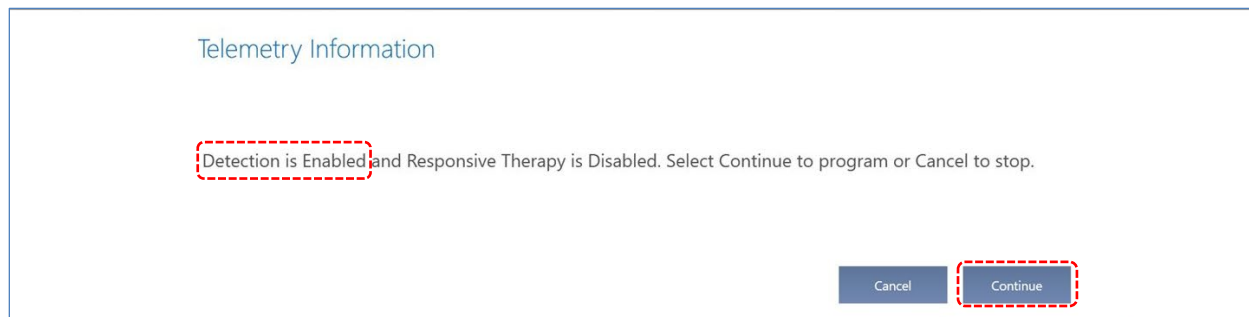 Telemetry Information
Detection is Enabled and Responsive Therapy is Disabled. Select Continue to program or Cancel to stop.
Cancel
Continue